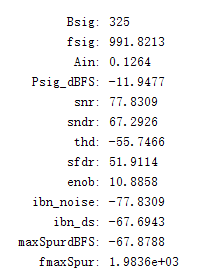 Bsig: 325
fsig: 991.8213
Ain: 0.1264
Psig_dBFS: -11.9477
snr: 77.8309
sndr: 67.2926
thd: -55.7466
sfdr: 51.9114
enob: 10.8858
ibn_noise: -77.8309
ibn_ds: -67.6943
maxSpurdBFS: -67.8788
fmaxSpur: 1.9836e+03